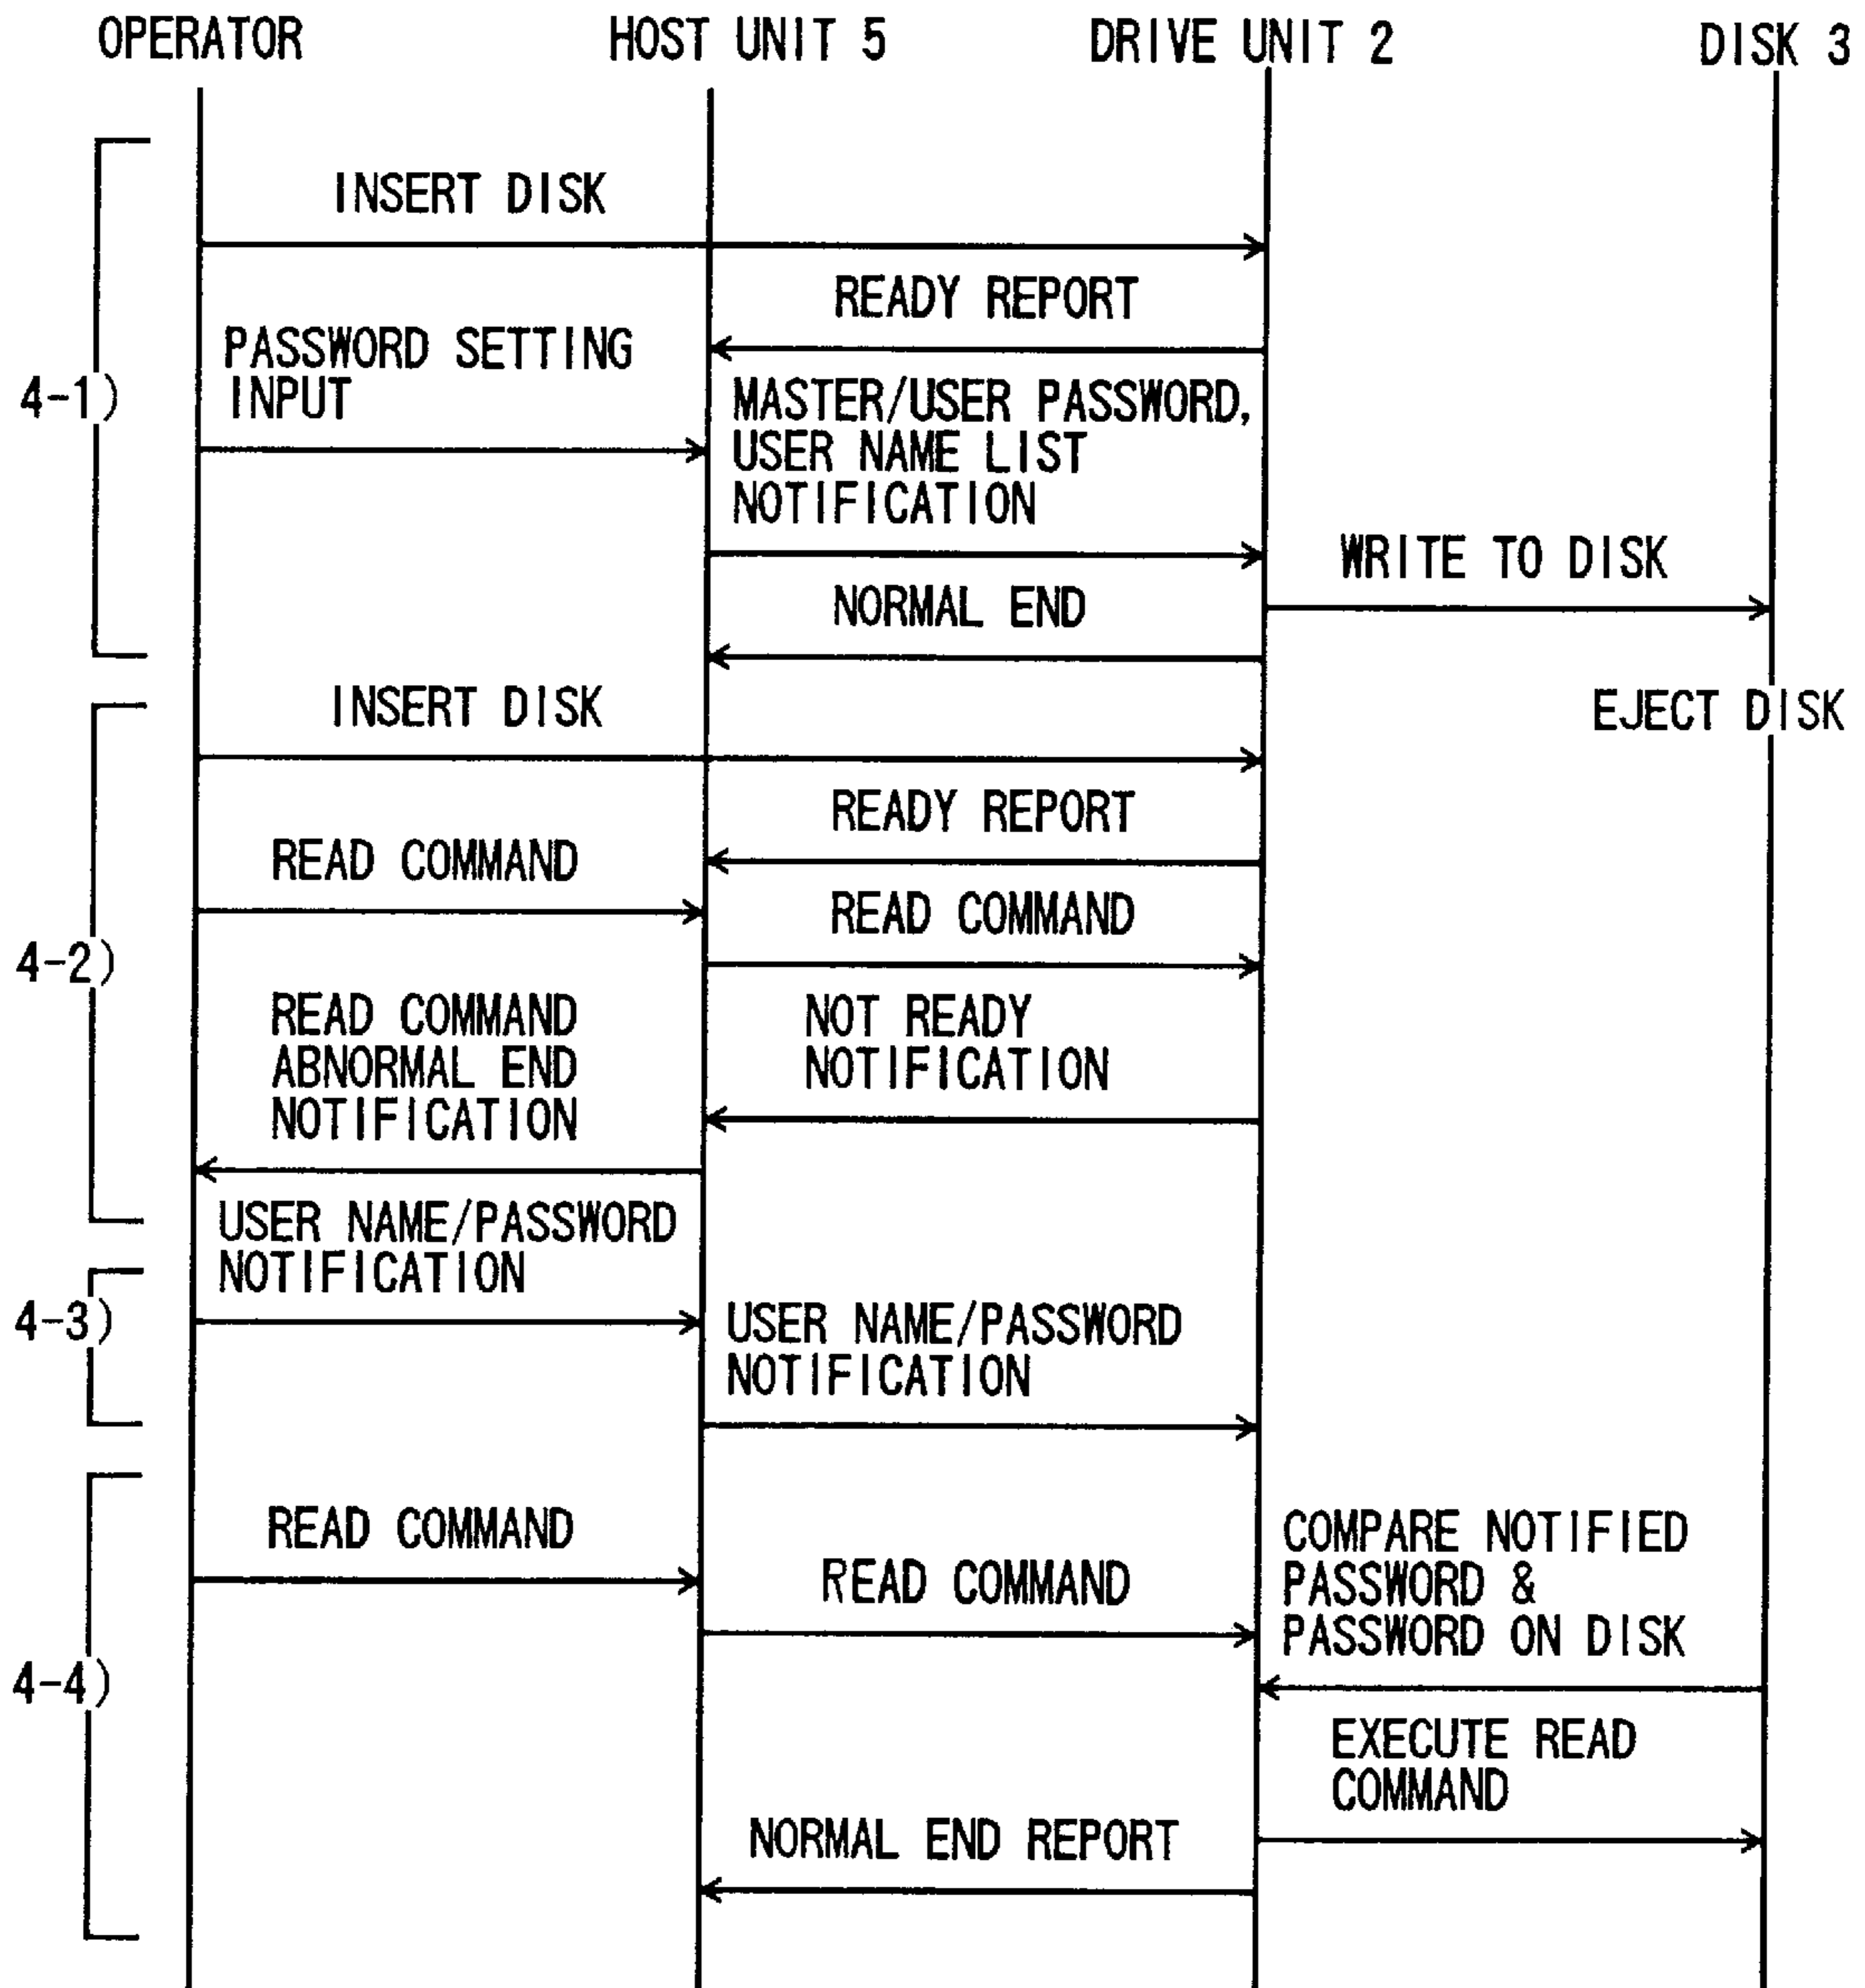 OPERATOR
HOST UNIT 5
DRIVE UNIT 2
DISK 3
INSERT DISK
READY REPORT
PASSWORD SETTING
INPUT
4-1)
MASTER/USER PASSWORD,
USER NAME LIST
NOTIFICATION
WRITE TO DISK
NORMAL END
INSERT DISK
EJECT DISK
READY REPORT
READ COMMAND
READ COMMAND
4-2)
READ COMMAND
ABNORMAL END
NOTIFICATION
NOT READY
NOTIFICATION
USER NAME/PASSWORD
NOTIFICATION
4-3)
USER NAME/PASSWORD
NOTIFICATION
READ COMMAND
READ COMMAND
COMPARE NOTIFIED
PASSWORD &
PASSWORD ON DISK
4-4)
EXECUTE READ
COMMAND
NORMAL END REPORT